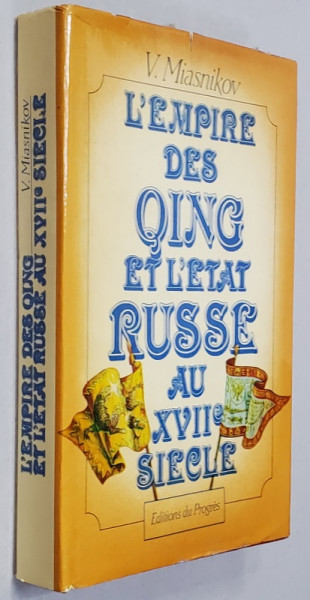 V. Miasnikov
L'EMPIRE
DES
QING
ET L'ETAT
RUSSE
AU
XVIIe
SIECLE
Editions du Progrès
V. Miasnikov
L'EMPIRE DES QING
ET L'ETAT RUSSE AU XVIIe SIECLE